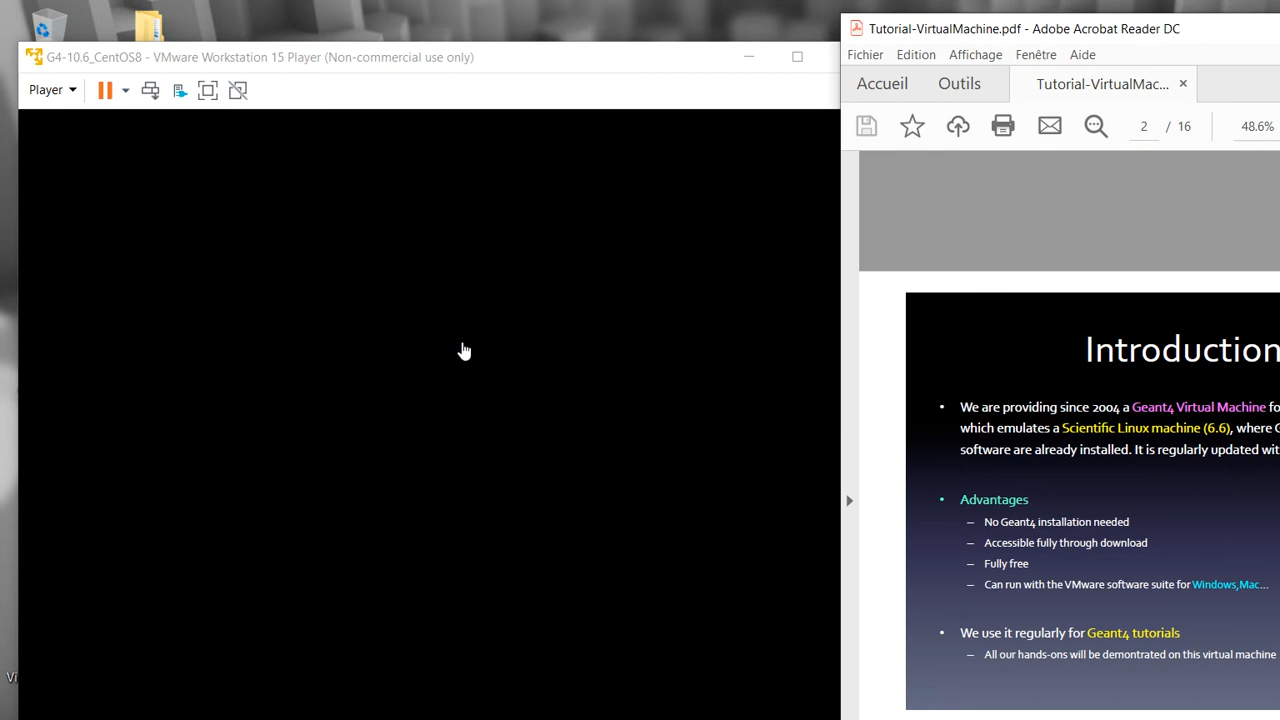 G4-10.6_CentOS8 - VMware Workstation 15 Player (Non-commercial use only)
Player
Vi
Tutorial-VirtualMachine.pdf - Adobe Acrobat Reader DC
Fichier Edition Affichage Fenêtre Aide
Accueil Outils Tutorial-VirtualMac... ×
2 / 16 48.6%
Introduction
• We are providing since 2004 a Geant4 Virtual Machine fo
which emulates a Scientific Linux machine (6.6), where G
software are already installed. It is regularly updated wit
• Advantages
– No Geant4 installation needed
– Accessible fully through download
– Fully free
– Can run with the VMware software suite for Windows,Mac...
• We use it regularly for Geant4 tutorials
– All our hands-ons will be demontrated on this virtual machine